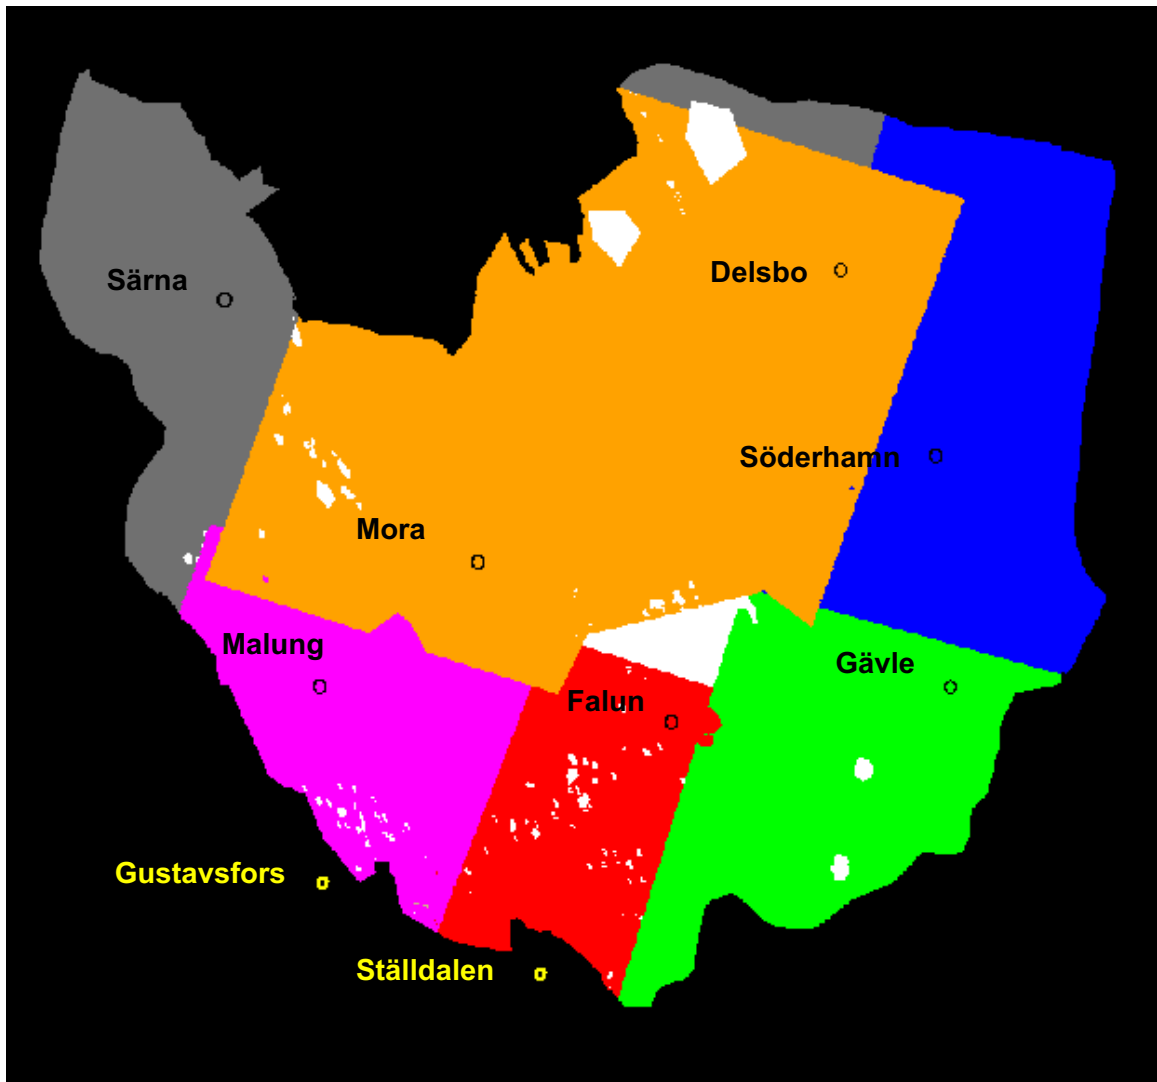 Särna
Delsbo
Söderhamn
Mora
Malung
Gävle
Falun
Gustavsfors
Ställdalen